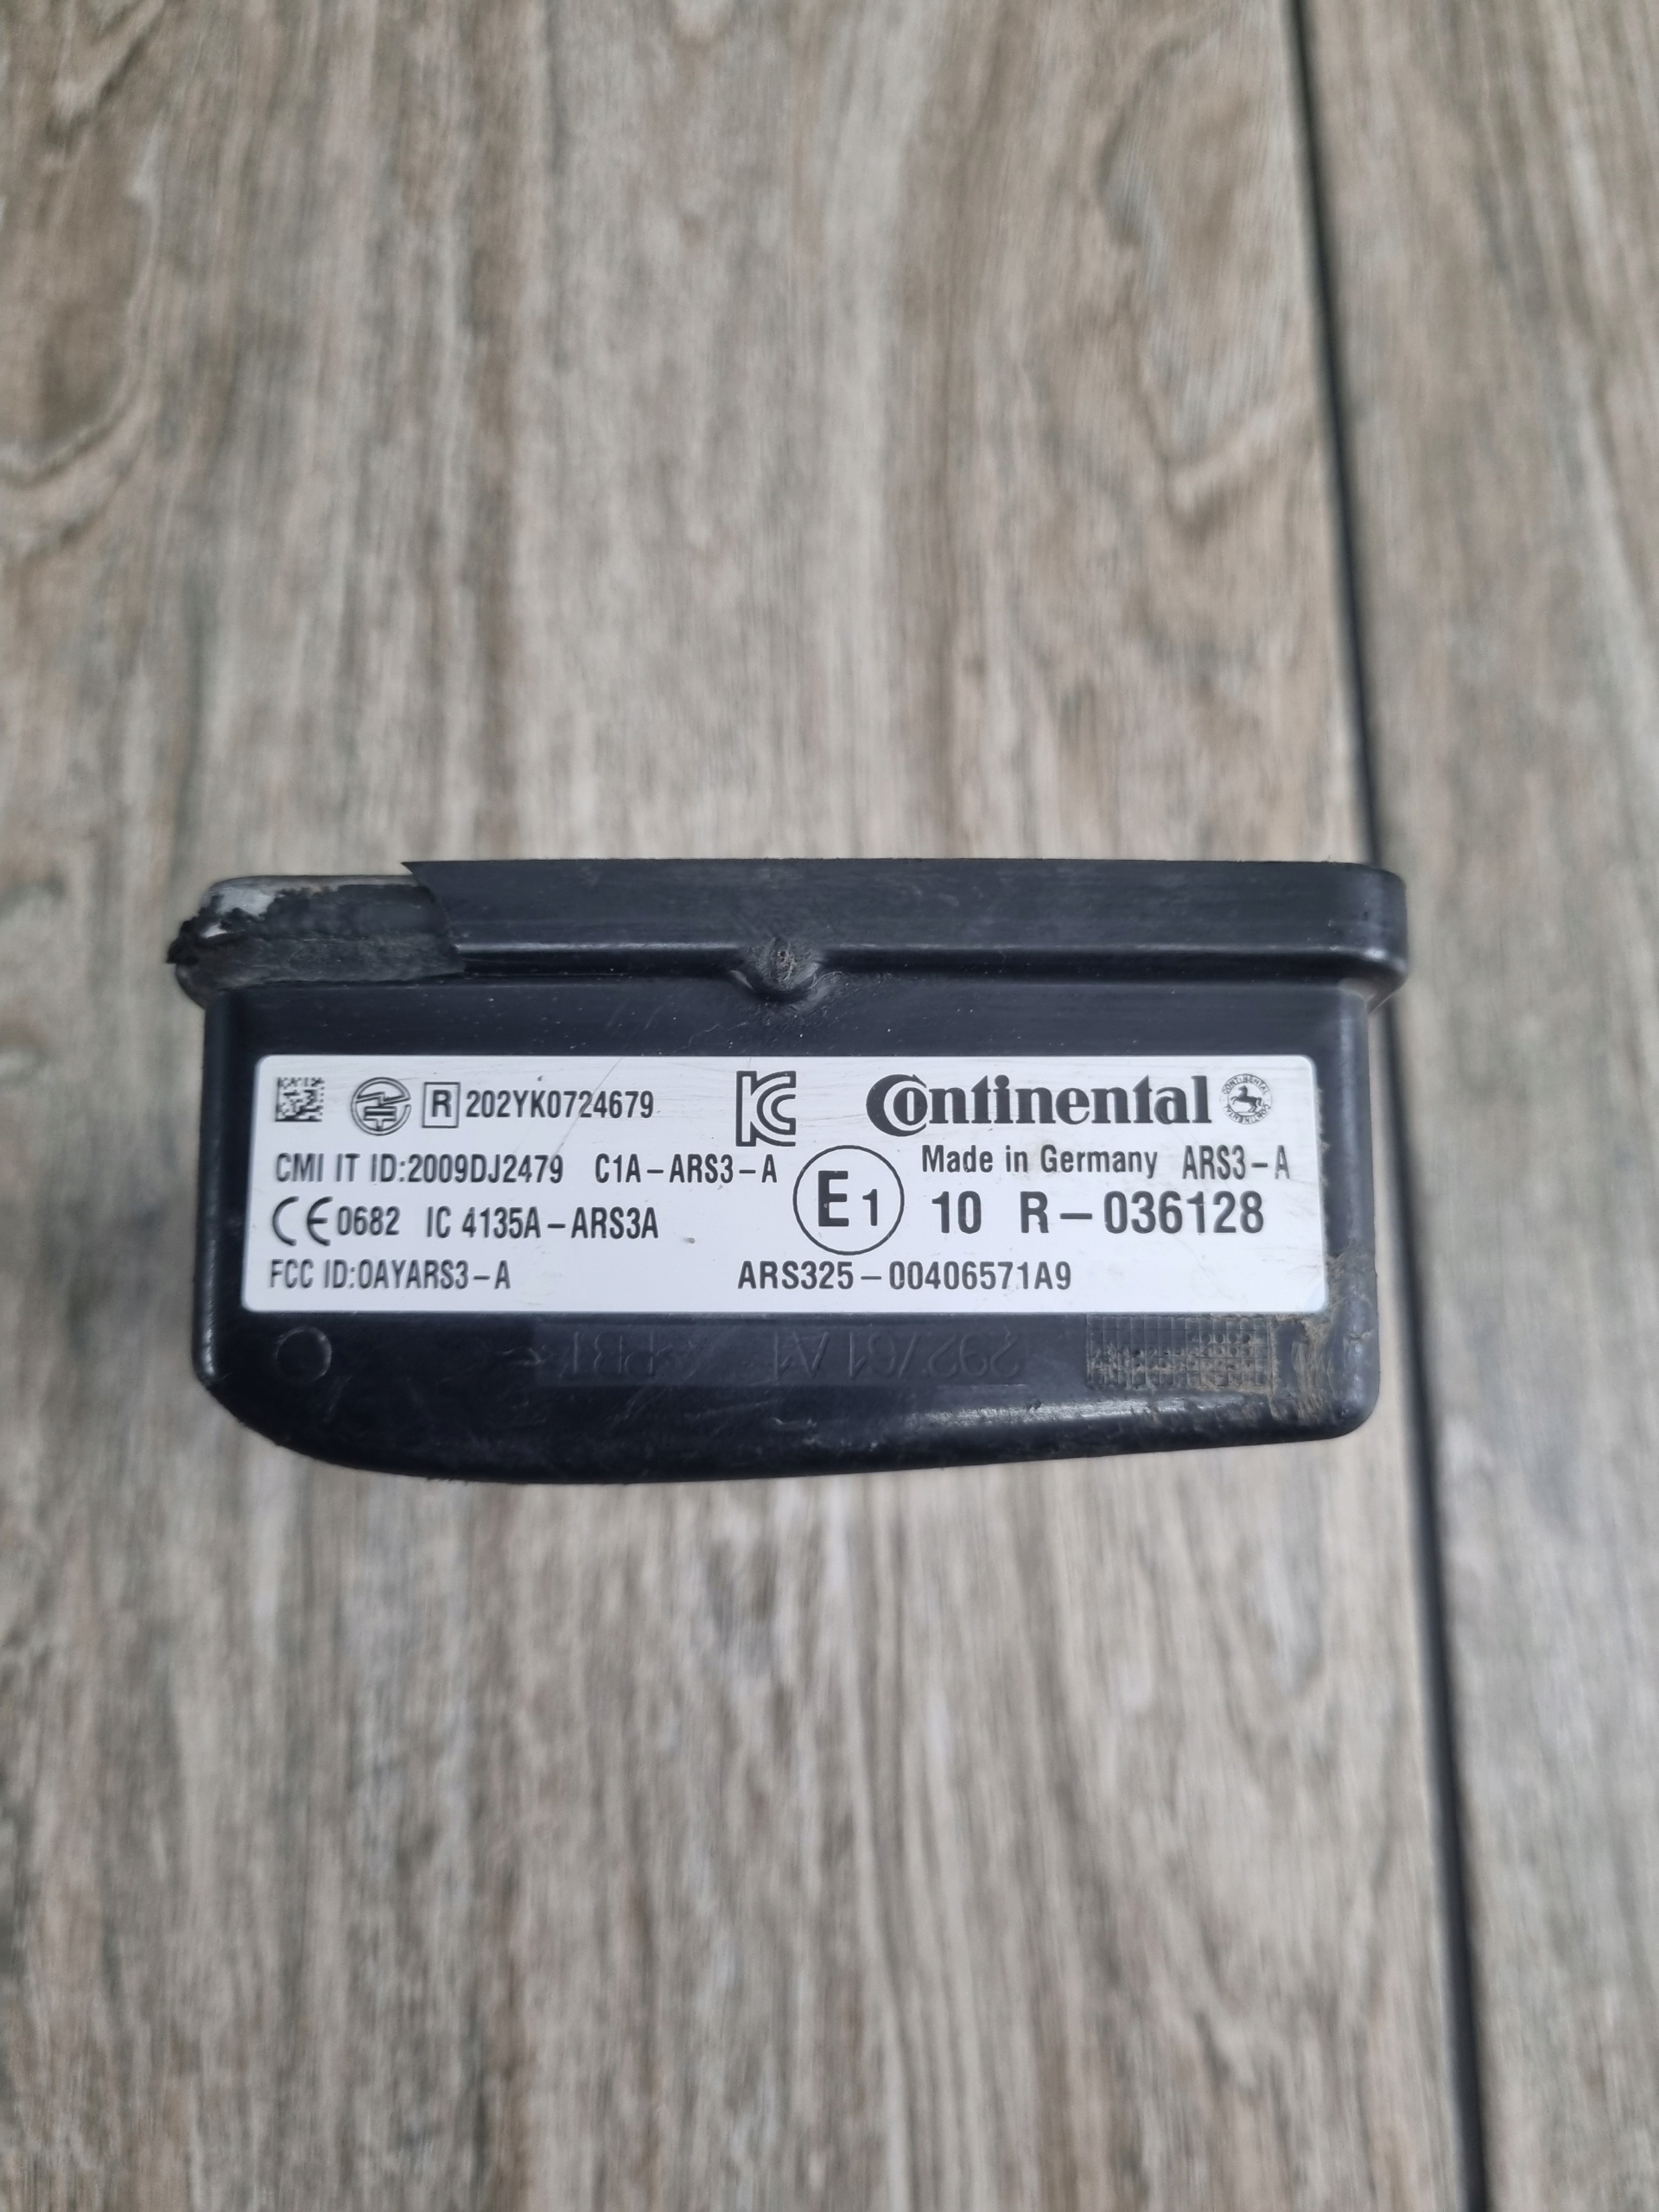 R 202YK0724679
Continental
CMI IT ID:2009DJ2479 C1A-ARS3-A
Made in Germany ARS3-A
CE 0682 IC 4135A-ARS3A
E1 10 R-036128
FCC ID:OAYARS3-A
ARS325-00406571A9